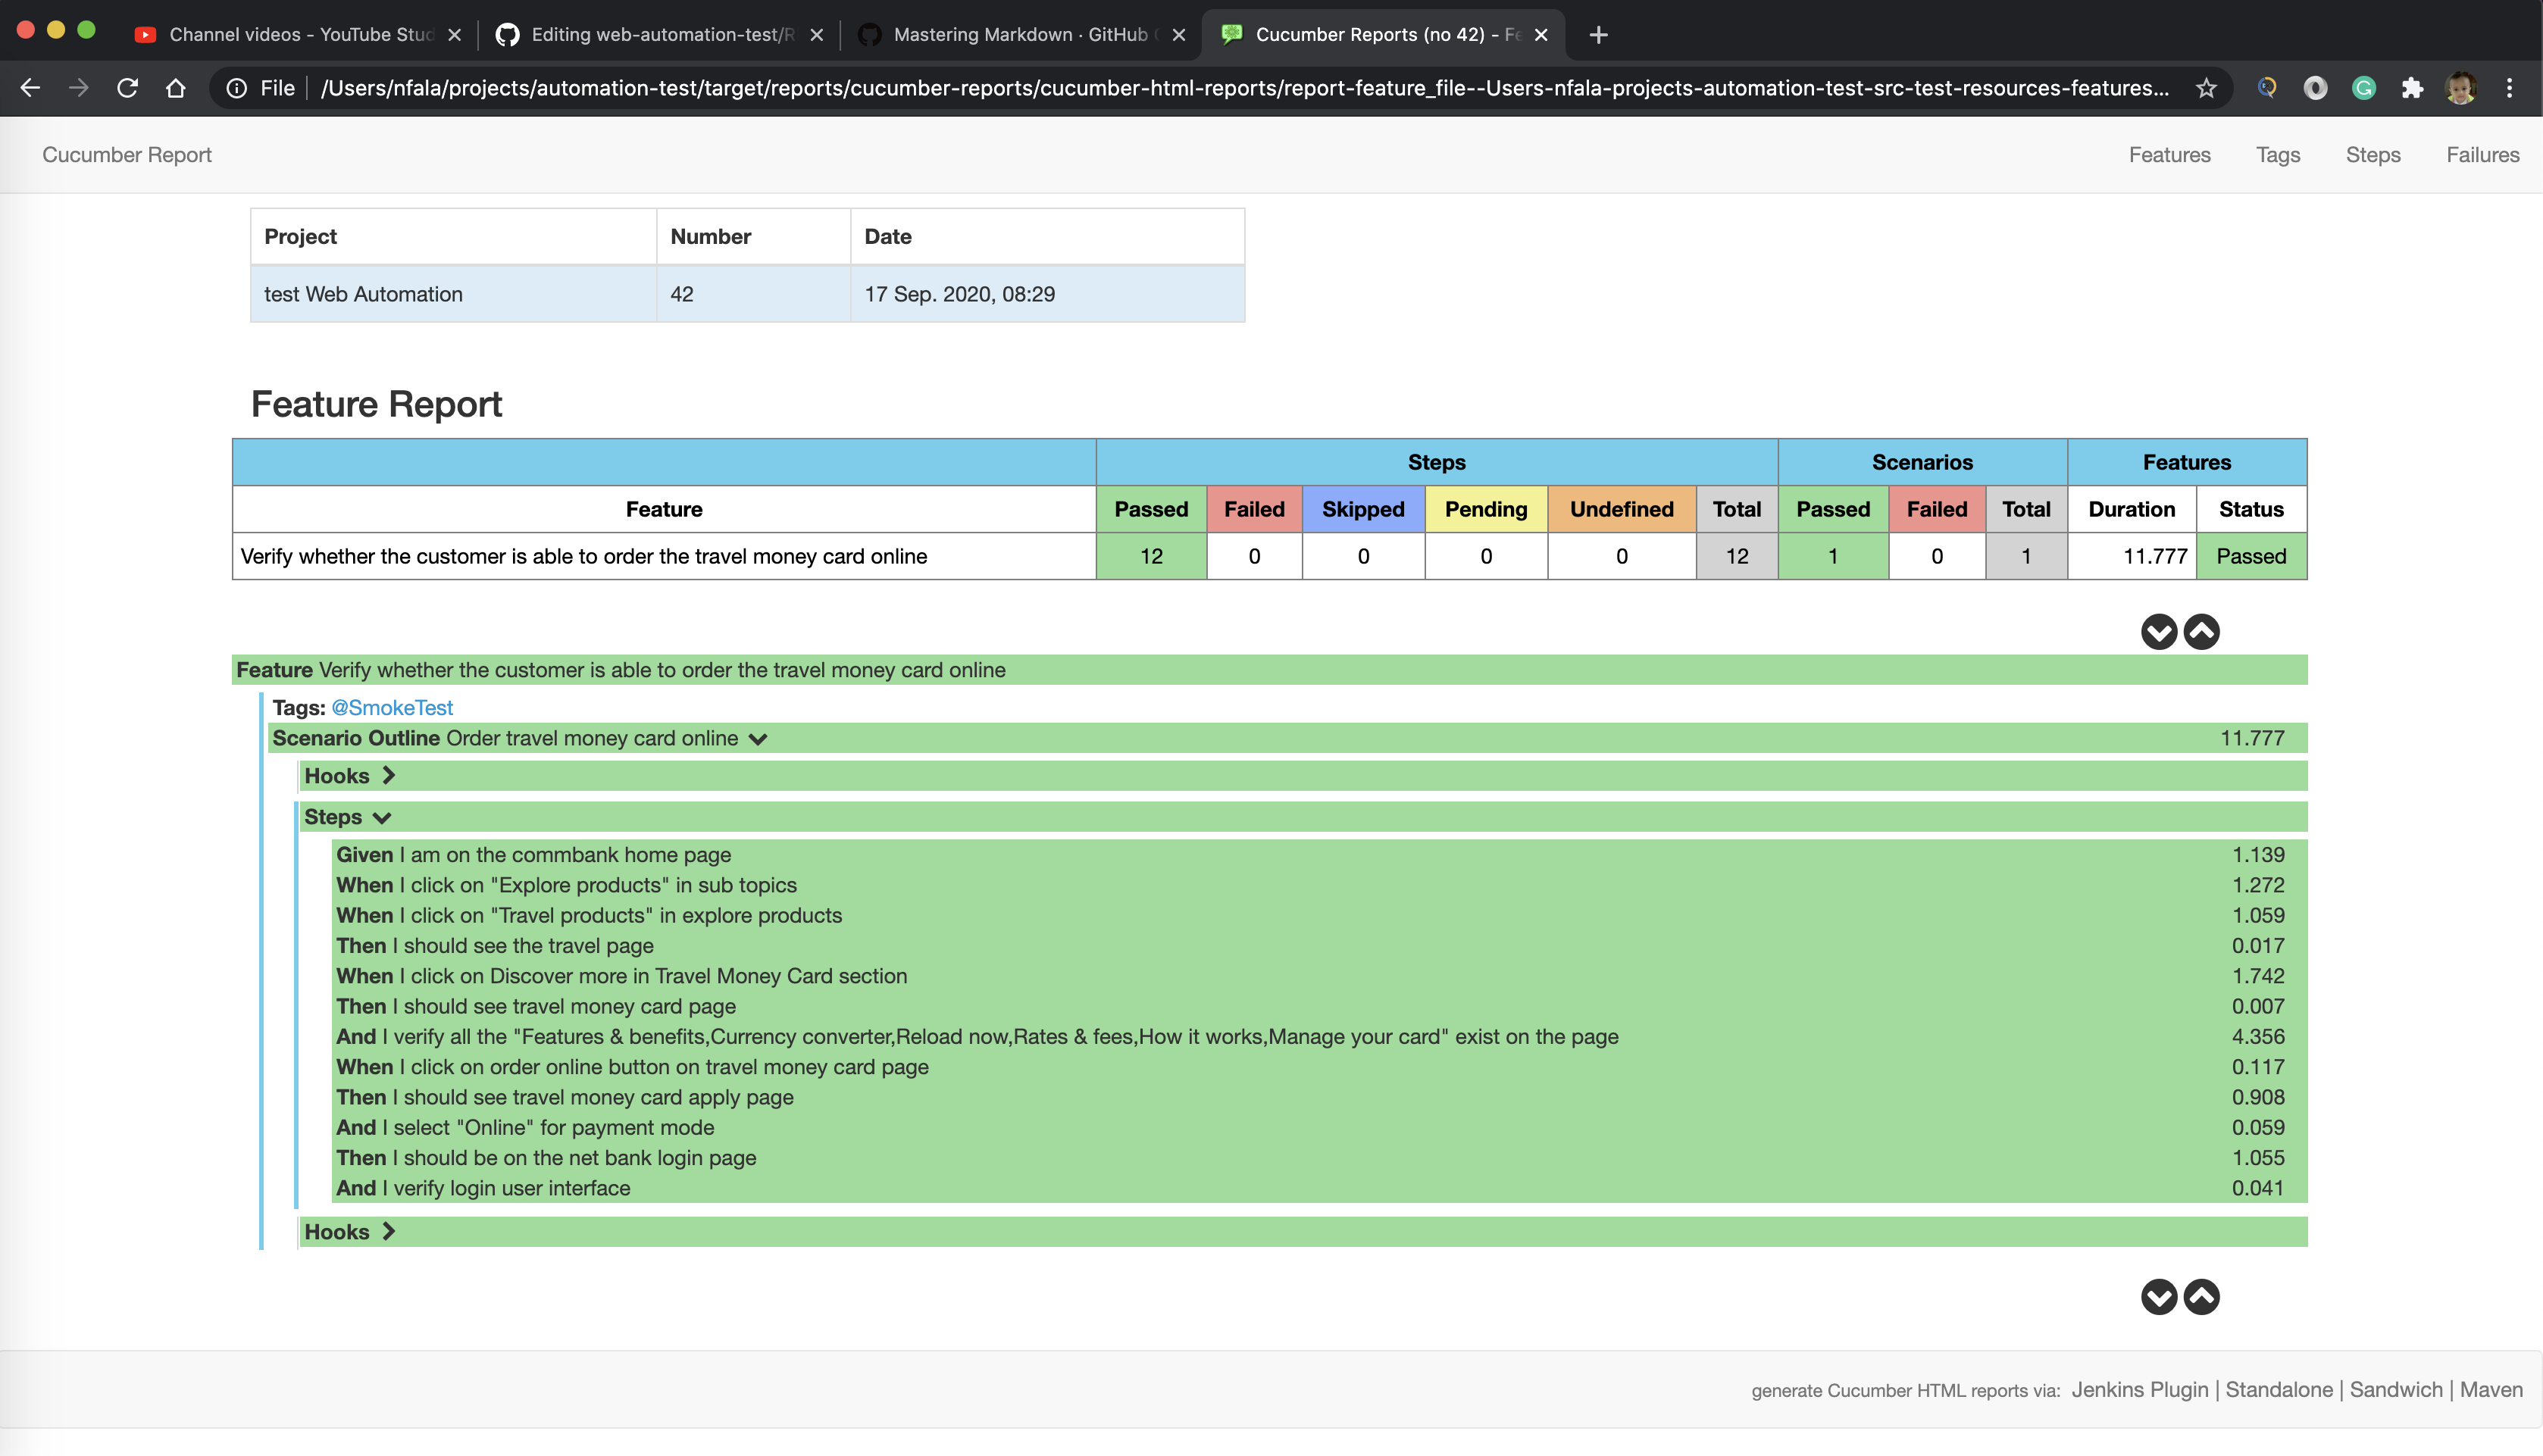 Channel videos - YouTube Stud
Editing web-automation-test/R
Mastering Markdown · GitHub
Cucumber Reports (no 42) - Fe
File /Users/nfala/projects/automation-test/target/reports/cucumber-reports/cucumber-html-reports/report-feature_file--Users-nfala-projects-automation-test-src-test-resources-features...
Cucumber Report Features Tags Steps Failures
Project Number Date
test Web Automation 42 17 Sep. 2020, 08:29
Feature Report
Steps Scenarios Features
Feature Passed Failed Skipped Pending Undefined Total Passed Failed Total Duration Status
Verify whether the customer is able to order the travel money card online 12 0 0 0 0 12 1 0 1 11.777 Passed
Feature Verify whether the customer is able to order the travel money card online
Tags: @SmokeTest
Scenario Outline Order travel money card online 11.777
Hooks
Steps
Given I am on the commbank home page 1.139
When I click on "Explore products" in sub topics 1.272
When I click on "Travel products" in explore products 1.059
Then I should see the travel page 0.017
When I click on Discover more in Travel Money Card section 1.742
Then I should see travel money card page 0.007
And I verify all the "Features & benefits,Currency converter,Reload now,Rates & fees,How it works,Manage your card" exist on the page 4.356
When I click on order online button on travel money card page 0.117
Then I should see travel money card apply page 0.908
And I select "Online" for payment mode 0.059
Then I should be on the net bank login page 1.055
And I verify login user interface 0.041
Hooks
generate Cucumber HTML reports via: Jenkins Plugin | Standalone | Sandwich | Maven